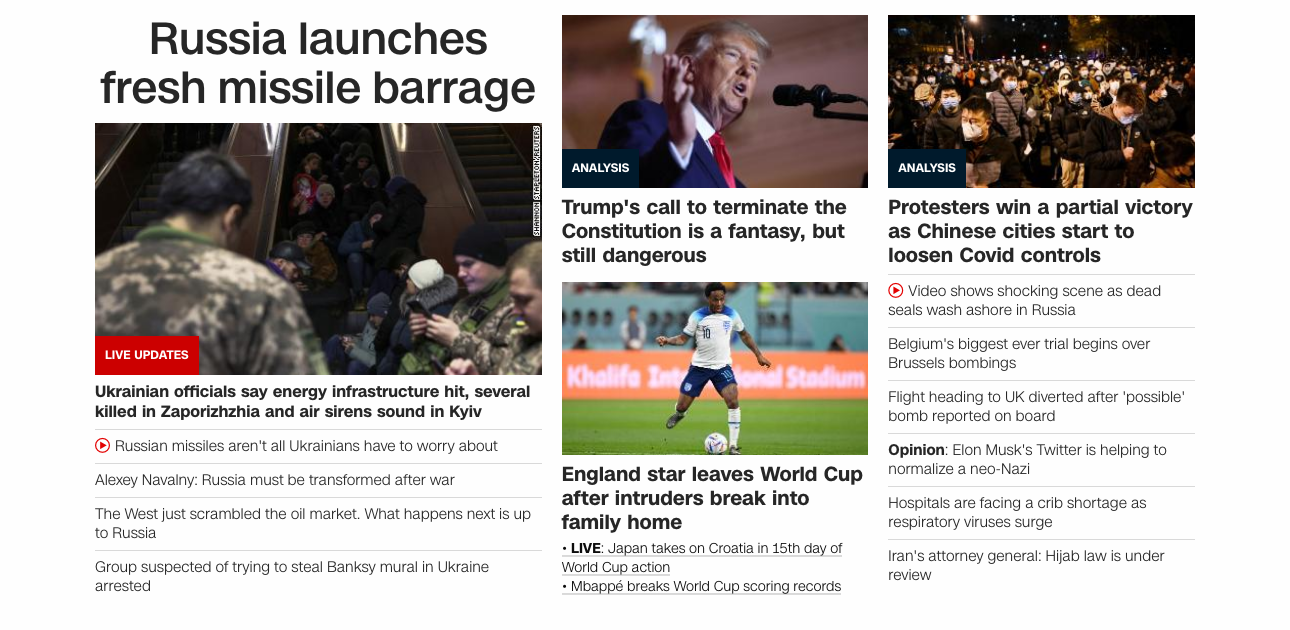 Russia launches
fresh missile barrage
SHANNON STAPLETON/REUTERS
LIVE UPDATES
Ukrainian officials say energy infrastructure hit, several
killed in Zaporizhzhia and air sirens sound in Kyiv
Russian missiles aren't all Ukrainians have to worry about
Alexey Navalny: Russia must be transformed after war
The West just scrambled the oil market. What happens next is up
to Russia
Group suspected of trying to steal Banksy mural in Ukraine
arrested
ANALYSIS
Trump's call to terminate the
Constitution is a fantasy, but
still dangerous
10
Khalifa International Stadium
England star leaves World Cup
after intruders break into
family home
• LIVE: Japan takes on Croatia in 15th day of
World Cup action
• Mbappé breaks World Cup scoring records
ANALYSIS
Protesters win a partial victory
as Chinese cities start to
loosen Covid controls
Video shows shocking scene as dead
seals wash ashore in Russia
Belgium's biggest ever trial begins over
Brussels bombings
Flight heading to UK diverted after 'possible'
bomb reported on board
Opinion: Elon Musk's Twitter is helping to
normalize a neo-Nazi
Hospitals are facing a crib shortage as
respiratory viruses surge
Iran's attorney general: Hijab law is under
review